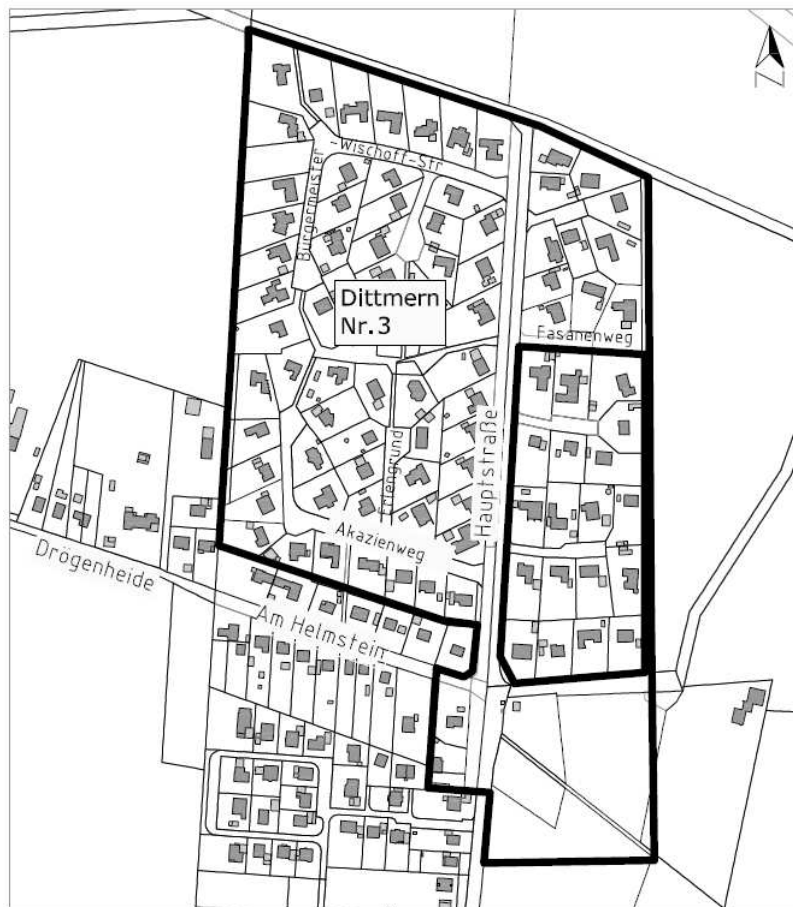 -Wischoff-Str
Bürgermeister
Dittmern
Nr.3
Fasanenweg
Hauptstraße
Erlengrund
Akazienweg
Drögenheide
Am Helmstein